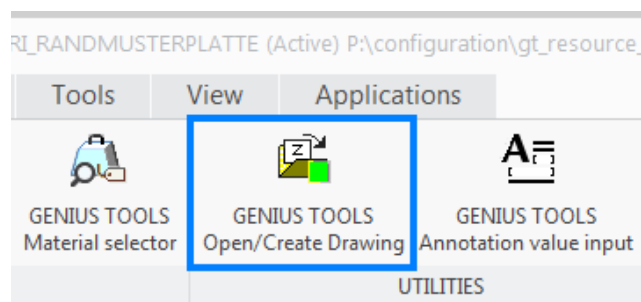 RI_RANDMUSTERPLATTE (Active) P:\configuration\gt_resource_
Tools View Applications
GENIUS TOOLS GENIUS TOOLS GENIUS TOOLS
Material selector Open/Create Drawing Annotation value input
UTILITIES